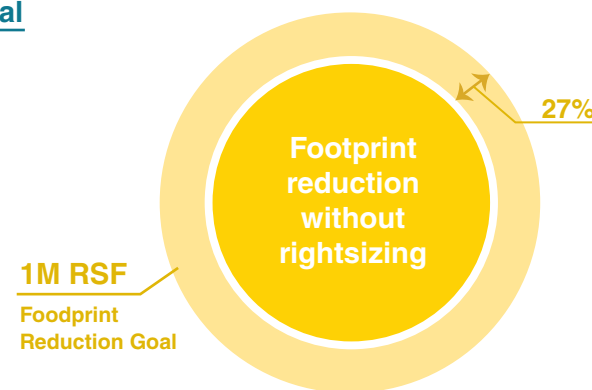 al
Footprint
reduction
without
rightsizing
27%
1M RSF
Foodprint
Reduction Goal